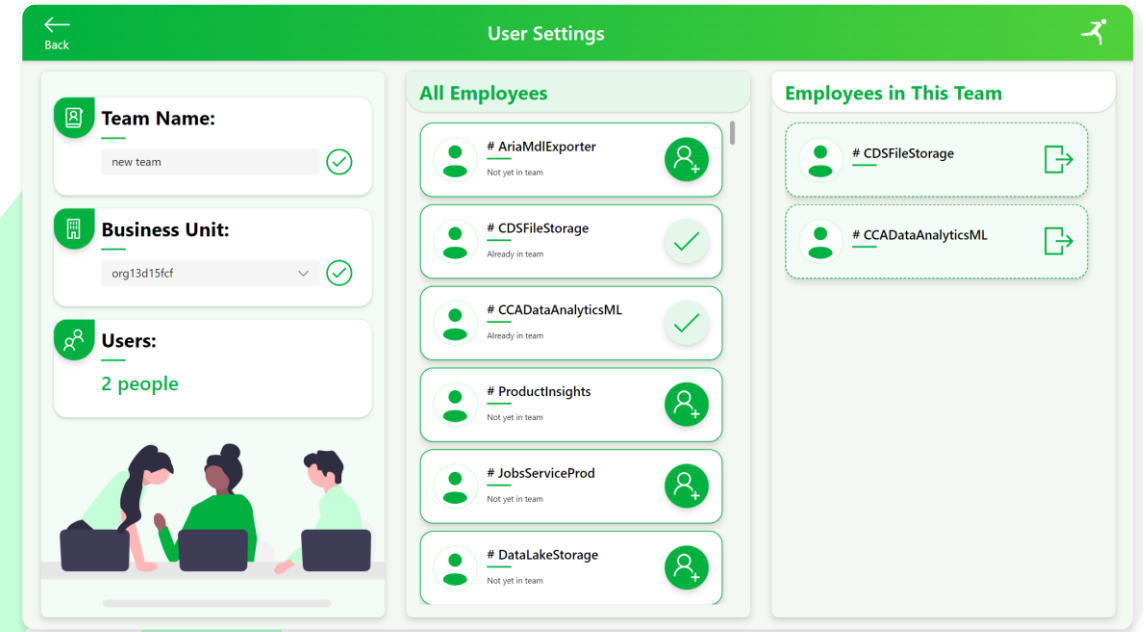 Back
User Settings
Team Name:
new team
Business Unit:
org13d15fcf
Users:
2 people
All Employees
# AriaMdlExporter
Not yet in team
# CDSFileStorage
Already in team
# CCADataAnalyticsML
Already in team
# ProductInsights
Not yet in team
# JobsServiceProd
Not yet in team
# DataLakeStorage
Not yet in team
Employees in This Team
# CDSFileStorage
# CCADataAnalyticsML